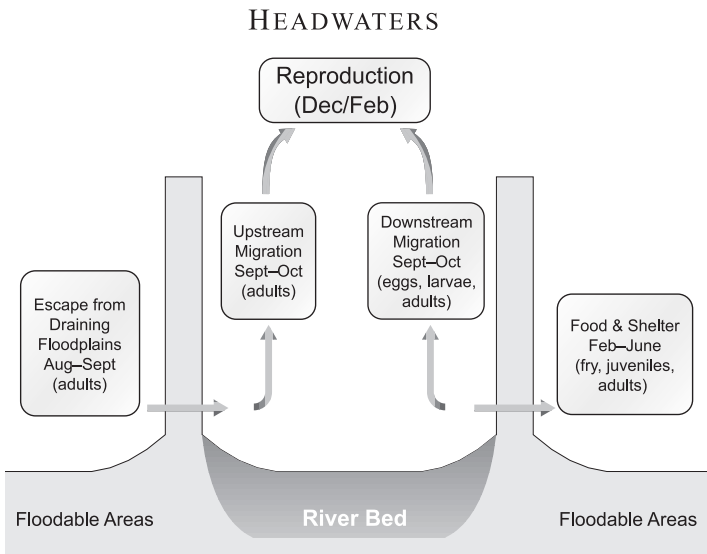 HEADWATERS
Reproduction
(Dec/Feb)
Upstream
Migration
Sept–Oct
(adults)
Downstream
Migration
Sept–Oct
(eggs, larvae,
adults)
Escape from
Draining
Floodplains
Aug–Sept
(adults)
Food & Shelter
Feb–June
(fry, juveniles,
adults)
Floodable Areas
River Bed
Floodable Areas